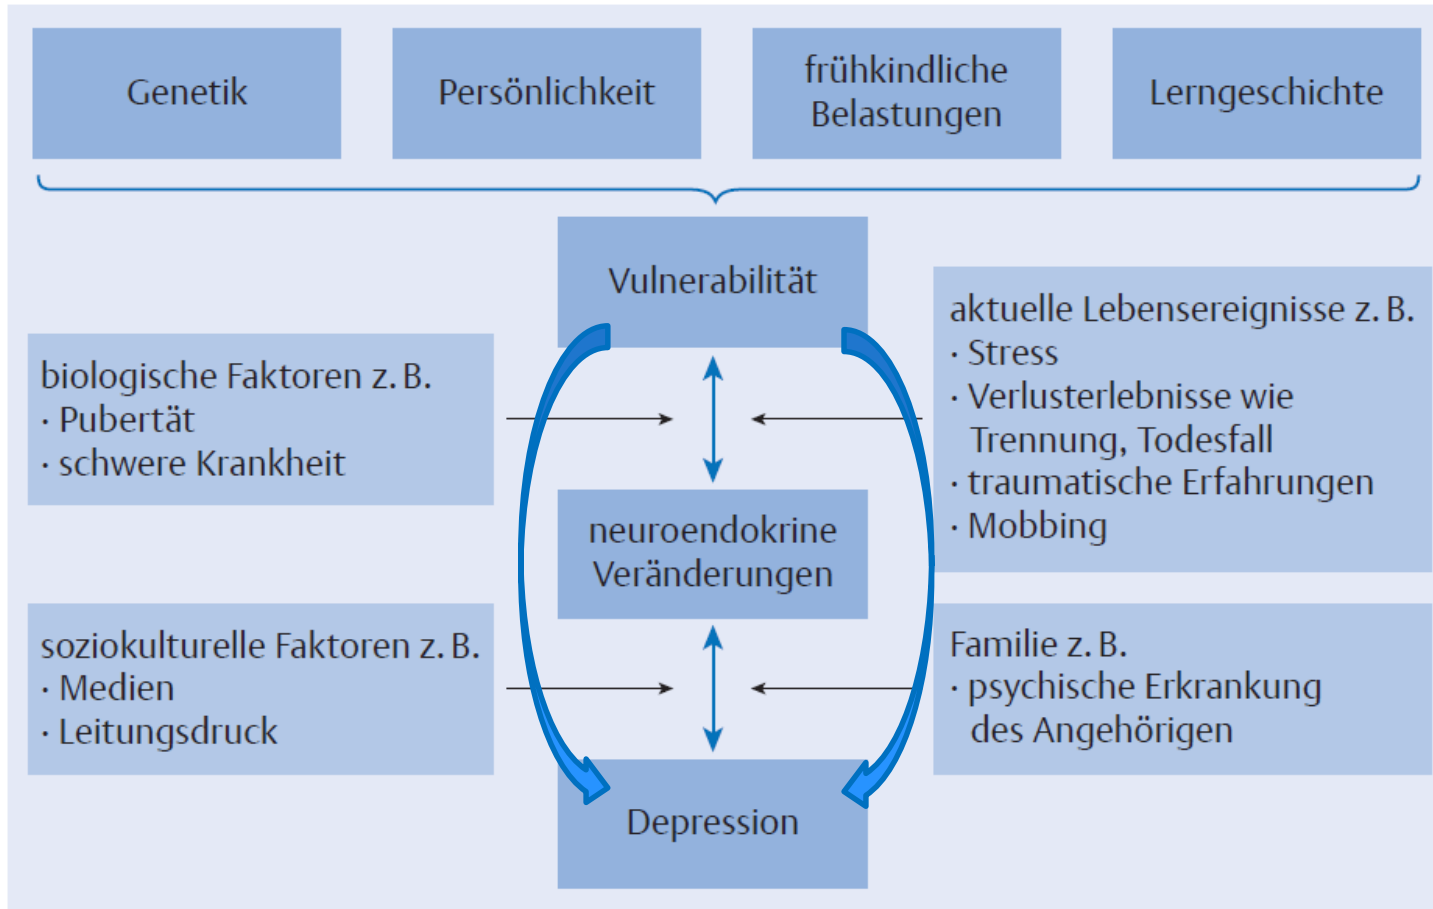 Genetik
Persönlichkeit
frühkindliche
Belastungen
Lerngeschichte
Vulnerabilität
biologische Faktoren z. B.
· Pubertät
· schwere Krankheit
aktuelle Lebensereignisse z. B.
· Stress
· Verlusterlebnisse wie
Trennung, Todesfall
· traumatische Erfahrungen
· Mobbing
neuroendokrine
Veränderungen
soziokulturelle Faktoren z. B.
· Medien
· Leitungsdruck
Familie z. B.
· psychische Erkrankung
des Angehörigen
Depression